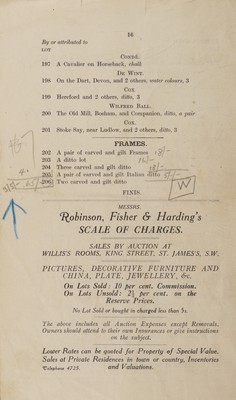 16
By or attributed to
LOT
CONDÉ.
197 A Cavalier on Horseback, chalk
DE WINT.
198 On the Dart, Devon, and 2 others, water colours, 3
COX
199 Hereford and 2 others, ditto, 3
WILFRED BALL.
200 The Old Mill, Bosham, and Companion, ditto, a pair
COX.
201 Stoke Say, near Ludlow, and 2 others, ditto, 3
FRAMES.
202 A pair of carved and gilt Frames
203 A ditto lot
204 Three carved and gilt ditto
205 A pair of carved and gilt Italian ditto
206 Two carved and gilt ditto
W
FINIS.
MESSRS.
Robinson, Fisher & Harding's
SCALE OF CHARGES.
SALES BY AUCTION AT
WILLIS'S ROOMS, KING STREET, ST. JAMES'S, S.W.
PICTURES, DECORATIVE FURNITURE AND
CHINA, PLATE, JEWELLERY, &c.
On Lots Sold: 10 per cent. Commission.
On Lots Unsold: 2½ per cent. on the
Reserve Prices.
No Lot Sold or bought in charged less than 5s.
The above includes all Auction Expenses except Removals.
Owners should attend to their own Insurances or give instructions
on the subject.
Lower Rates can be quoted for Property of Special Value.
Sales at Private Residences in town or country, Inventories
and Valuations.
Telephone 4725.